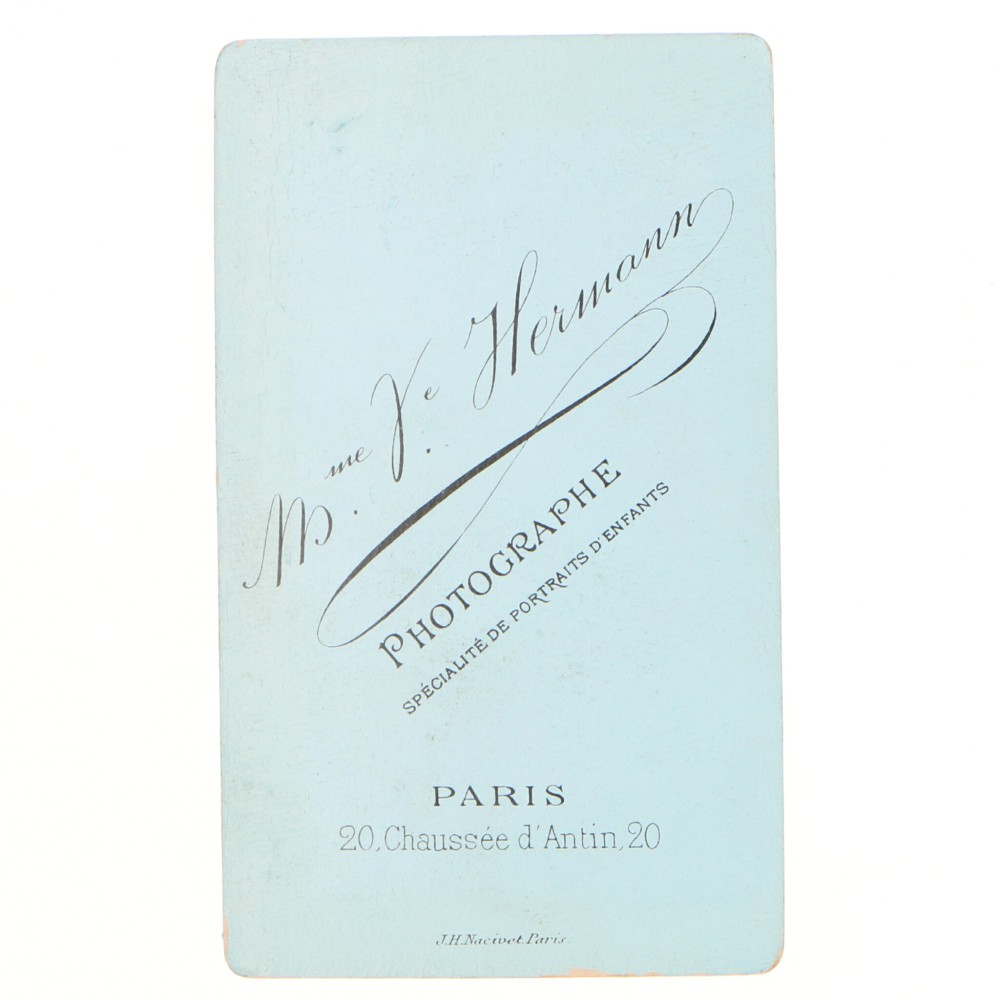 Mme. Ve. Hermann
PHOTOGRAPHE
SPÉCIALITÉ DE PORTRAITS D'ENFANTS
PARIS
20, Chaussée d'Antin, 20
J.H. Nacivet. Paris.